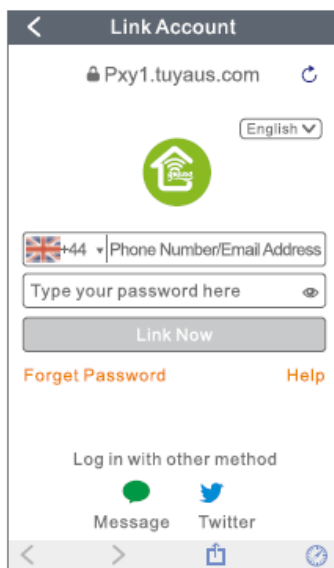 Link Account
Pxy1.tuyaus.com
English
+44 Phone Number/Email Address
Type your password here
Link Now
Forget Password Help
Log in with other method
Message Twitter